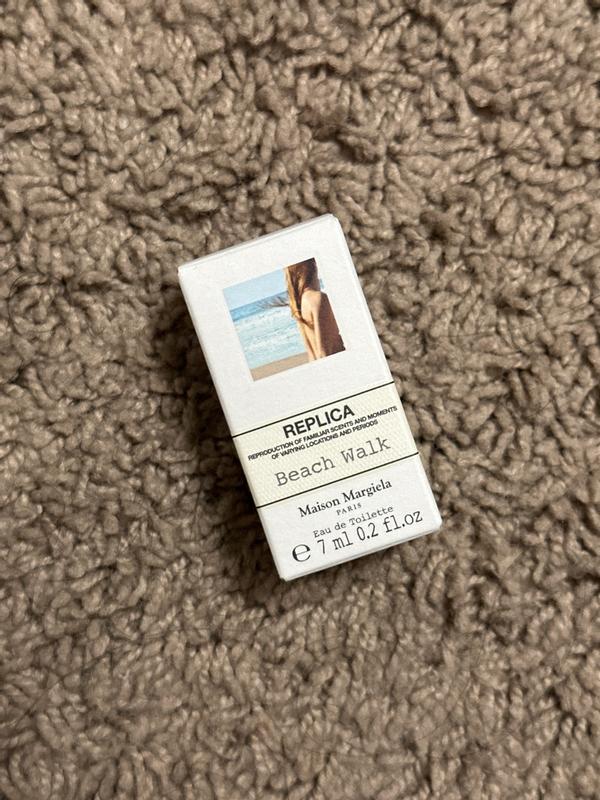 REPLICA
REPRODUCTION OF FAMILIAR SCENTS AND MOMENTS
OF VARYING LOCATIONS AND PERIODS
Beach Walk
Maison Margiela
PARIS
Eau de Toilette
℮ 7 ml 0.2 fl.oz